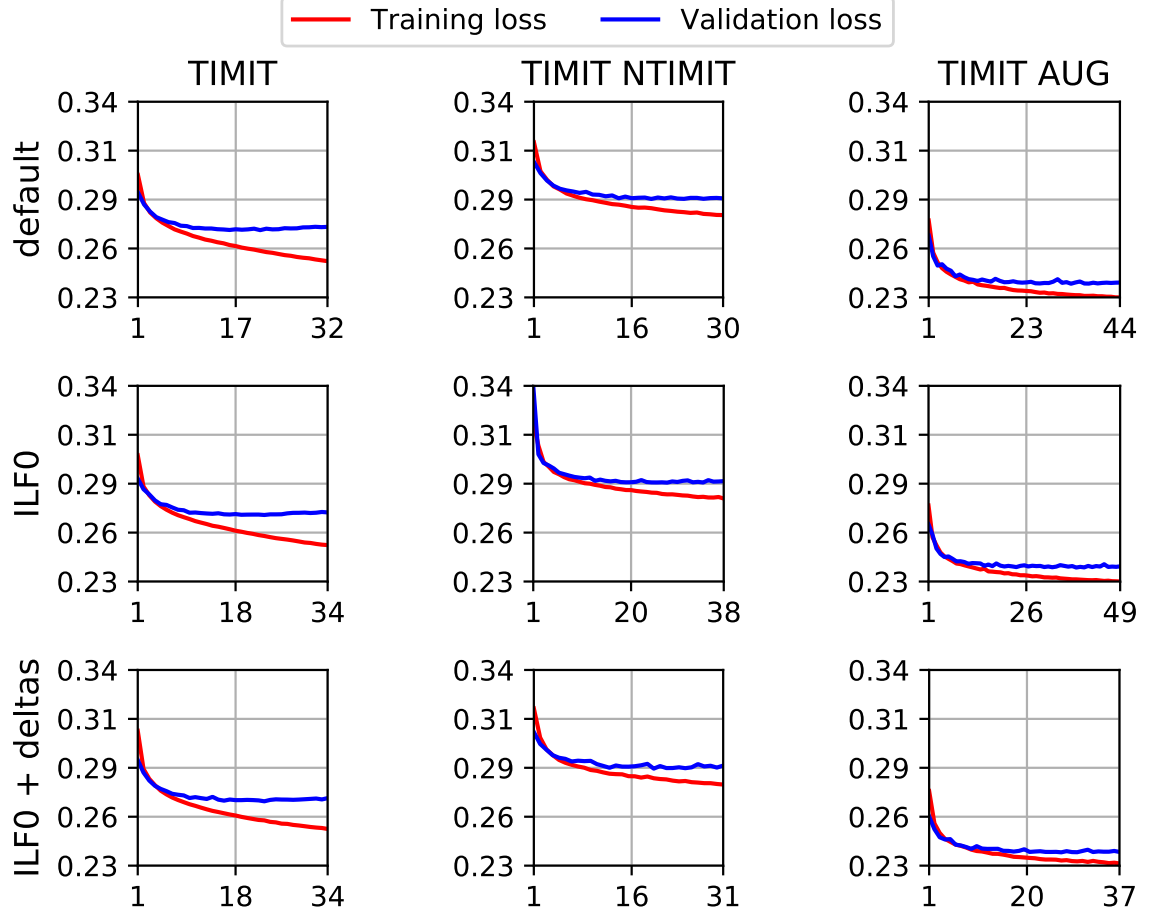 Training loss Validation loss
TIMIT TIMIT NTIMIT TIMIT AUG
default
0.34 0.34 0.34
0.31 0.31 0.31
0.29 0.29 0.29
0.26 0.26 0.26
0.23 0.23 0.23
1 17 32 1 16 30 1 23 44
ILF0
0.34 0.34 0.34
0.31 0.31 0.31
0.29 0.29 0.29
0.26 0.26 0.26
0.23 0.23 0.23
1 18 34 1 20 38 1 26 49
ILF0 + deltas
0.34 0.34 0.34
0.31 0.31 0.31
0.29 0.29 0.29
0.26 0.26 0.26
0.23 0.23 0.23
1 18 34 1 16 31 1 20 37